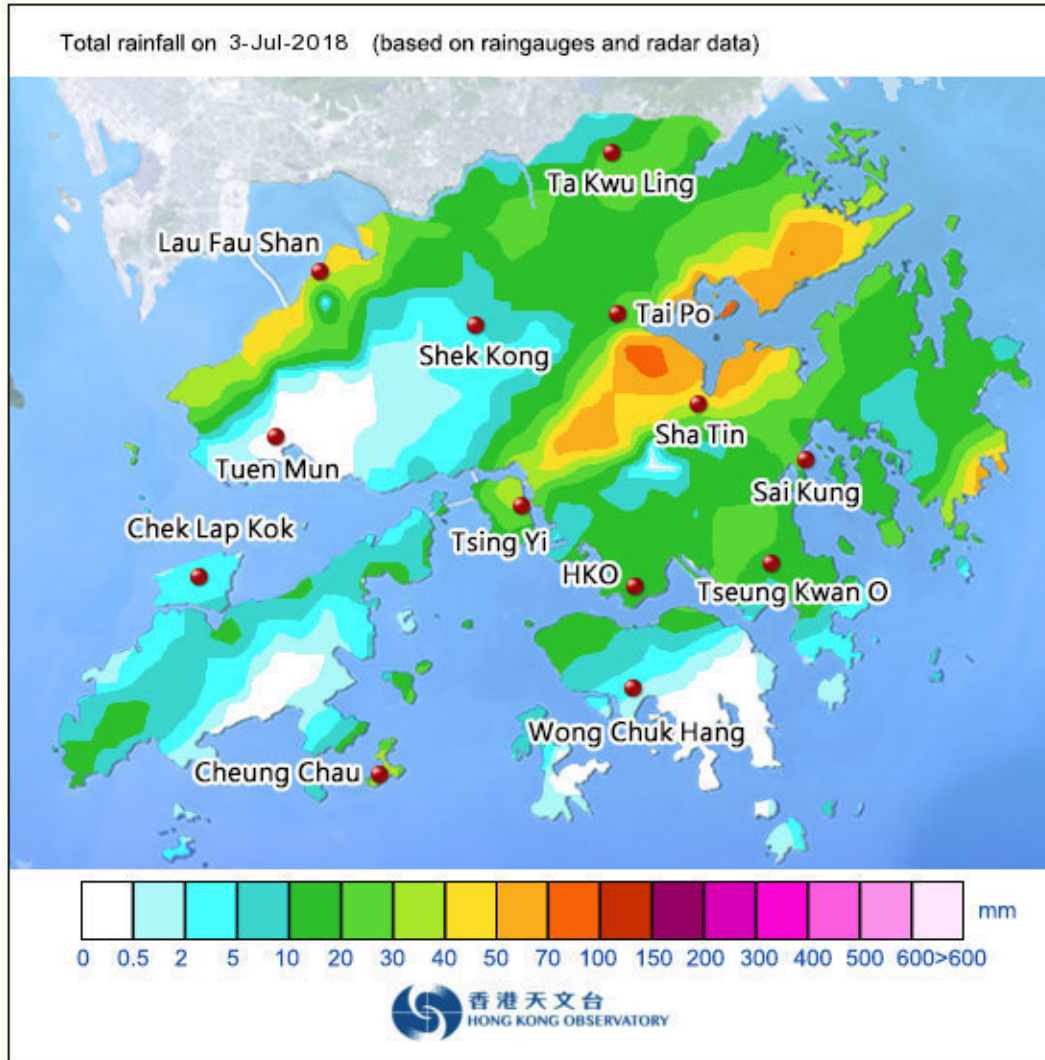 Total rainfall on 3-Jul-2018 (based on raingauges and radar data)
Ta Kwu Ling
Lau Fau Shan
Tai Po
Shek Kong
Sha Tin
Tuen Mun
Sai Kung
Chek Lap Kok
Tsing Yi
HKO
Tseung Kwan O
Wong Chuk Hang
Cheung Chau
mm
0 0.5 2 5 10 20 30 40 50 70 100 150 200 300 400 500 600>600
香港天文台
HONG KONG OBSERVATORY